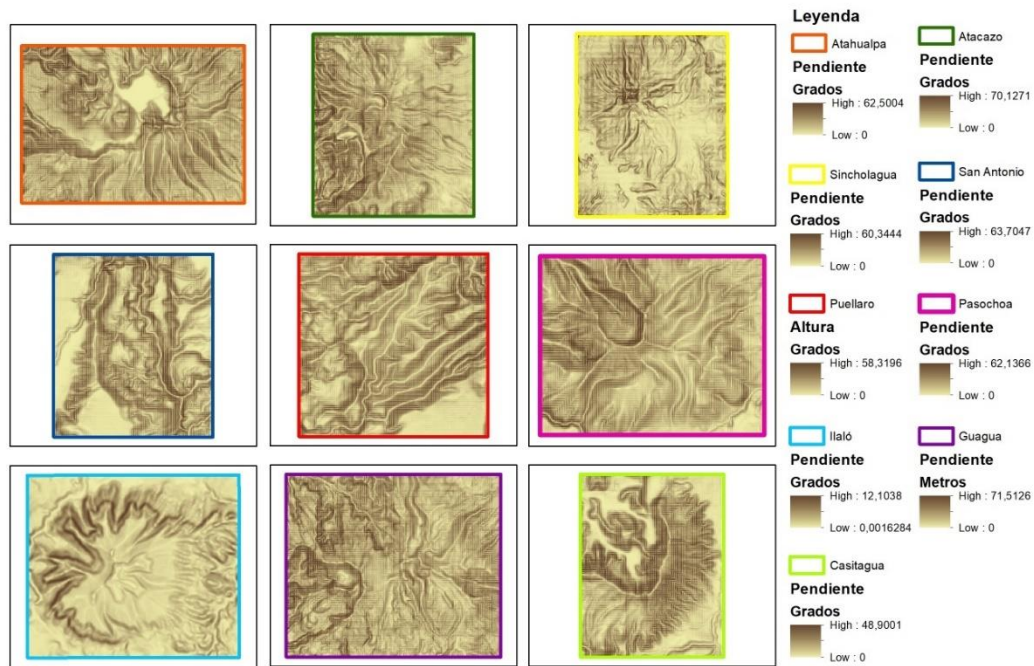 Leyenda
Atahualpa
Pendiente
Grados
High : 62,5004
Low : 0
Atacazo
Pendiente
Grados
High : 70,1271
Low : 0
Sincholagua
Pendiente
Grados
High : 60,3444
Low : 0
San Antonio
Pendiente
Grados
High : 63,7047
Low : 0
Puellaro
Altura
Grados
High : 58,3196
Low : 0
Pasochoa
Pendiente
Grados
High : 62,1366
Low : 0
Ilaló
Pendiente
Grados
High : 12,1038
Low : 0,0016284
Guagua
Pendiente
Metros
High : 71,5126
Low : 0
Casitagua
Pendiente
Grados
High : 48,9001
Low : 0